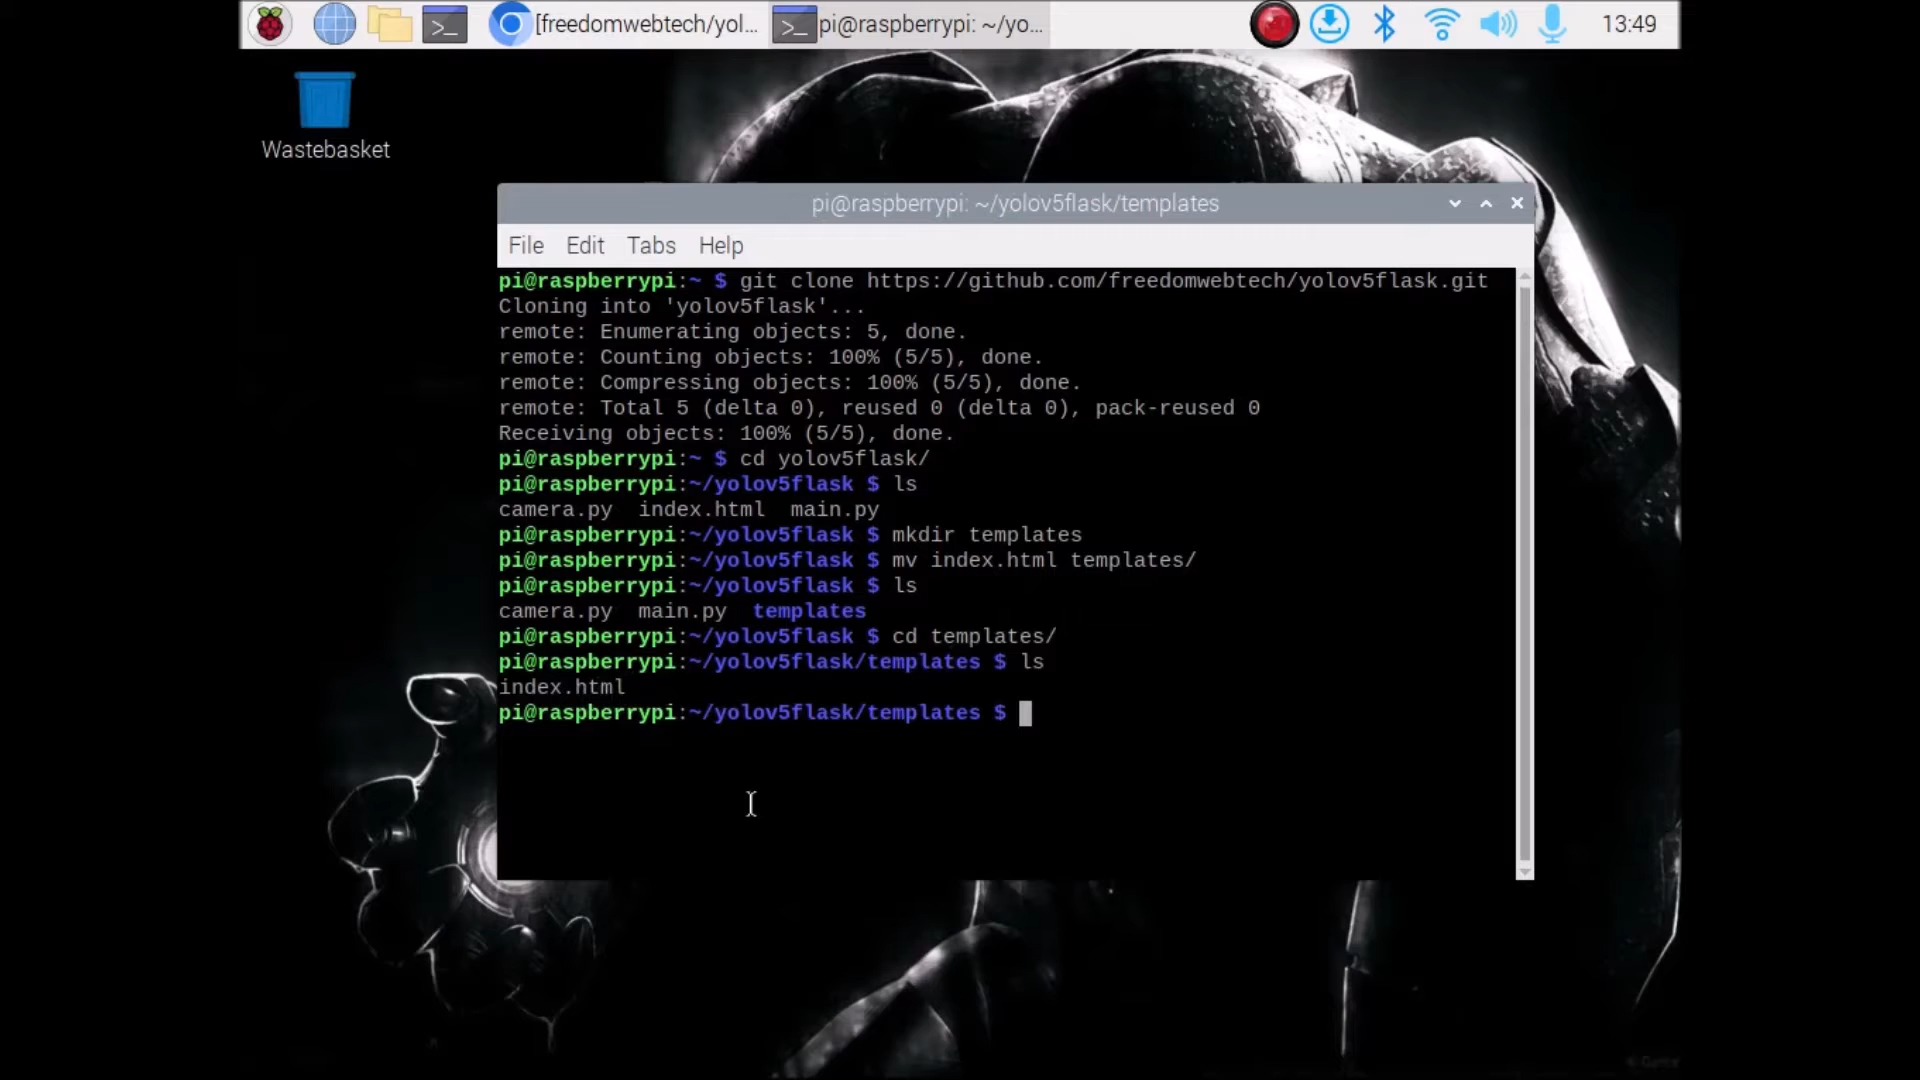 [freedomwebtech/yol...
pi@raspberrypi: ~/yo...
13:49
Wastebasket
pi@raspberrypi: ~/yolov5flask/templates
File Edit Tabs Help
pi@raspberrypi:~ $ git clone https://github.com/freedomwebtech/yolov5flask.git
Cloning into 'yolov5flask'...
remote: Enumerating objects: 5, done.
remote: Counting objects: 100% (5/5), done.
remote: Compressing objects: 100% (5/5), done.
remote: Total 5 (delta 0), reused 0 (delta 0), pack-reused 0
Receiving objects: 100% (5/5), done.
pi@raspberrypi:~ $ cd yolov5flask/
pi@raspberrypi:~/yolov5flask $ ls
camera.py  index.html  main.py
pi@raspberrypi:~/yolov5flask $ mkdir templates
pi@raspberrypi:~/yolov5flask $ mv index.html templates/
pi@raspberrypi:~/yolov5flask $ ls
camera.py  main.py  templates
pi@raspberrypi:~/yolov5flask $ cd templates/
pi@raspberrypi:~/yolov5flask/templates $ ls
index.html
pi@raspberrypi:~/yolov5flask/templates $